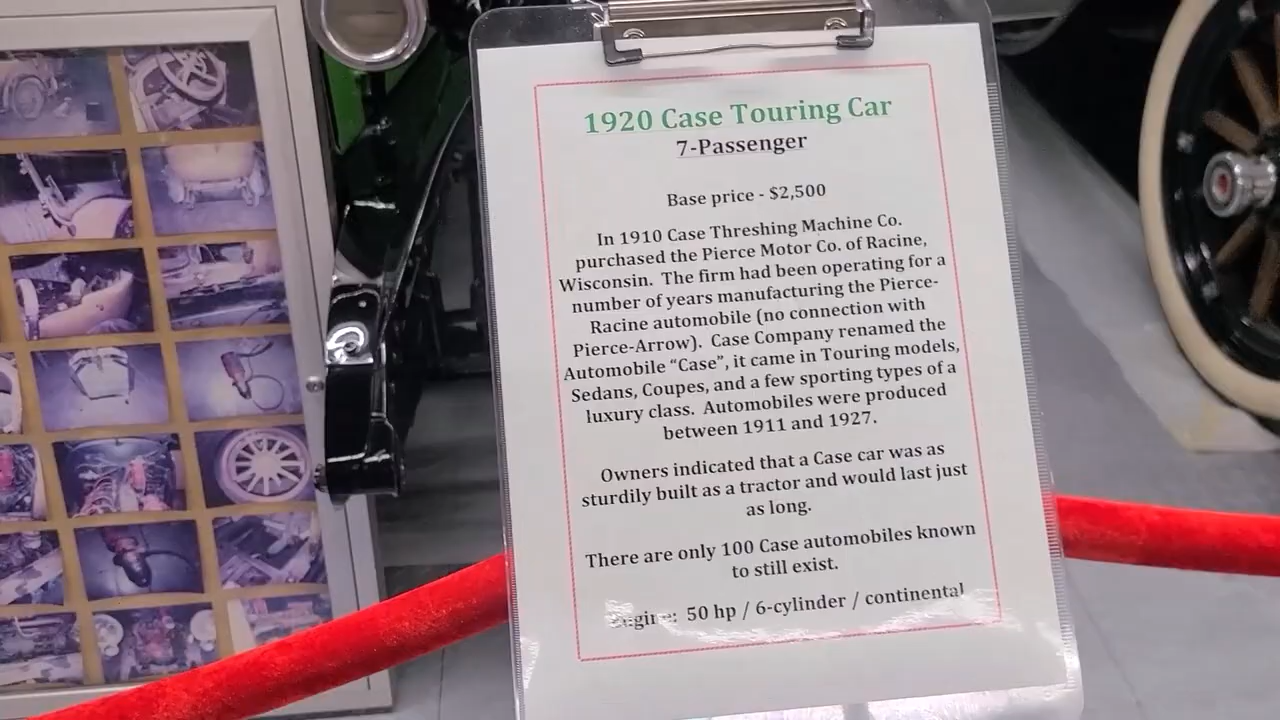 1920 Case Touring Car
7-Passenger
Base price - $2,500
In 1910 Case Threshing Machine Co.
purchased the Pierce Motor Co. of Racine,
Wisconsin. The firm had been operating for a
number of years manufacturing the Pierce-
Racine automobile (no connection with
Pierce-Arrow). Case Company renamed the
Automobile “Case”, it came in Touring models,
Sedans, Coupes, and a few sporting types of a
luxury class. Automobiles were produced
between 1911 and 1927.
Owners indicated that a Case car was as
sturdily built as a tractor and would last just
as long.
There are only 100 Case automobiles known
to still exist.
Engine: 50 hp / 6-cylinder / continental